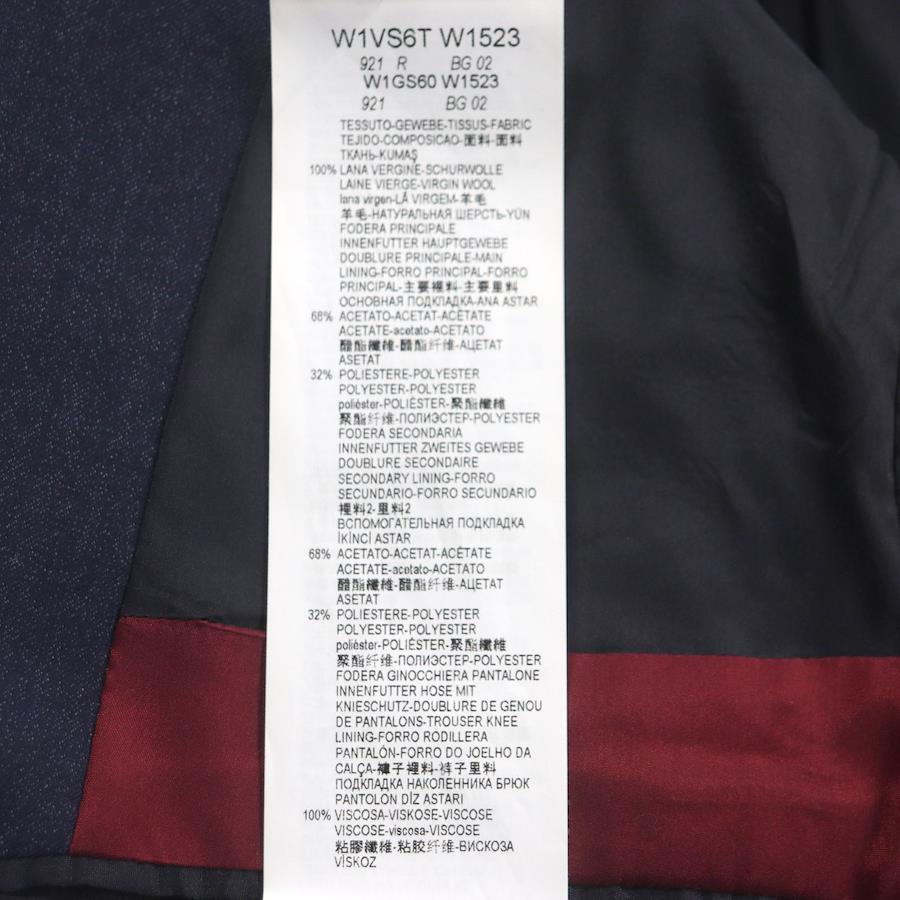 W1VS6T W1523
921 R BG 02
W1GS60 W1523
921 BG 02
TESSUTO-GEWEBE-TISSUS-FABRIC
TEJIDO-COMPOSICAO-面料-面料
ТКАНЬ-KUMAŞ
100% LANA VERGINE-SCHURWOLLE
LAINE VIERGE-VIRGIN WOOL
lana virgen-LÃ VIRGEM-羊毛
羊毛-НАТУРАЛЬНАЯ ШЕРСТЬ-YÜN
FODERA PRINCIPALE
INNENFUTTER HAUPTGEWEBE
DOUBLURE PRINCIPALE-MAIN
LINING-FORRO PRINCIPAL-FORRO
PRINCIPAL-主要裡料-主要里料
ОСНОВНАЯ ПОДКЛАДКА-ANA ASTAR
68% ACETATO-ACETAT-ACÉTATE
ACETATE-acetato-ACETATO
醋酯纖維-醋酯纤维-АЦЕТАТ
ASETAT
32% POLIESTERE-POLYESTER
POLYESTER-POLYESTER
poliéster-POLIÉSTER-聚酯纖維
聚酯纤维-ПОЛИЭСТЕР-POLYESTER
FODERA SECONDARIA
INNENFUTTER ZWEITES GEWEBE
DOUBLURE SECONDAIRE
SECONDARY LINING-FORRO
SECUNDARIO-FORRO SECUNDARIO
裡料2-里料2
ВСПОМОГАТЕЛЬНАЯ ПОДКЛАДКА
İKİNCİ ASTAR
68% ACETATO-ACETAT-ACÉTATE
ACETATE-acetato-ACETATO
醋酯纖維-醋酯纤维-АЦЕТАТ
ASETAT
32% POLIESTERE-POLYESTER
POLYESTER-POLYESTER
poliéster-POLIÉSTER-聚酯纖維
聚酯纤维-ПОЛИЭСТЕР-POLYESTER
FODERA GINOCCHIERA PANTALONE
INNENFUTTER HOSE MIT
KNIESCHUTZ-DOUBLURE DE GENOU
DE PANTALONS-TROUSER KNEE
LINING-FORRO RODILLERA
PANTALÓN-FORRO DO JOELHO DA
CALÇA-褲子裡料-裤子里料
ПОДКЛАДКА НАКОЛЕННИКА БРЮК
PANTOLON DİZ ASTARI
100% VISCOSA-VISKOSE-VISCOSE
VISCOSE-viscosa-VISCOSE
粘膠纖維-粘胶纤维-ВИСКОЗА
VİSKOZ